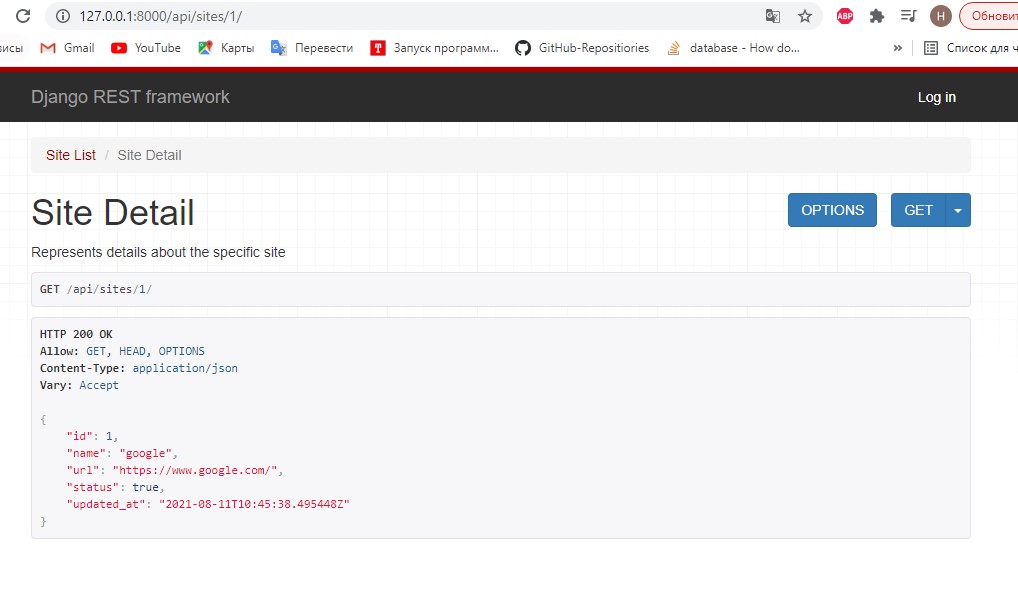 127.0.0.1:8000/api/sites/1/
ABP
H
Обновит
висы Gmail YouTube Карты Перевести Запуск программ... GitHub-Repositiories database - How do... » Список для ч
Django REST framework Log in
Site List / Site Detail
Site Detail OPTIONS GET
Represents details about the specific site
GET /api/sites/1/
HTTP 200 OK
Allow: GET, HEAD, OPTIONS
Content-Type: application/json
Vary: Accept
{
"id": 1,
"name": "google",
"url": "https://www.google.com/",
"status": true,
"updated_at": "2021-08-11T10:45:38.495448Z"
}